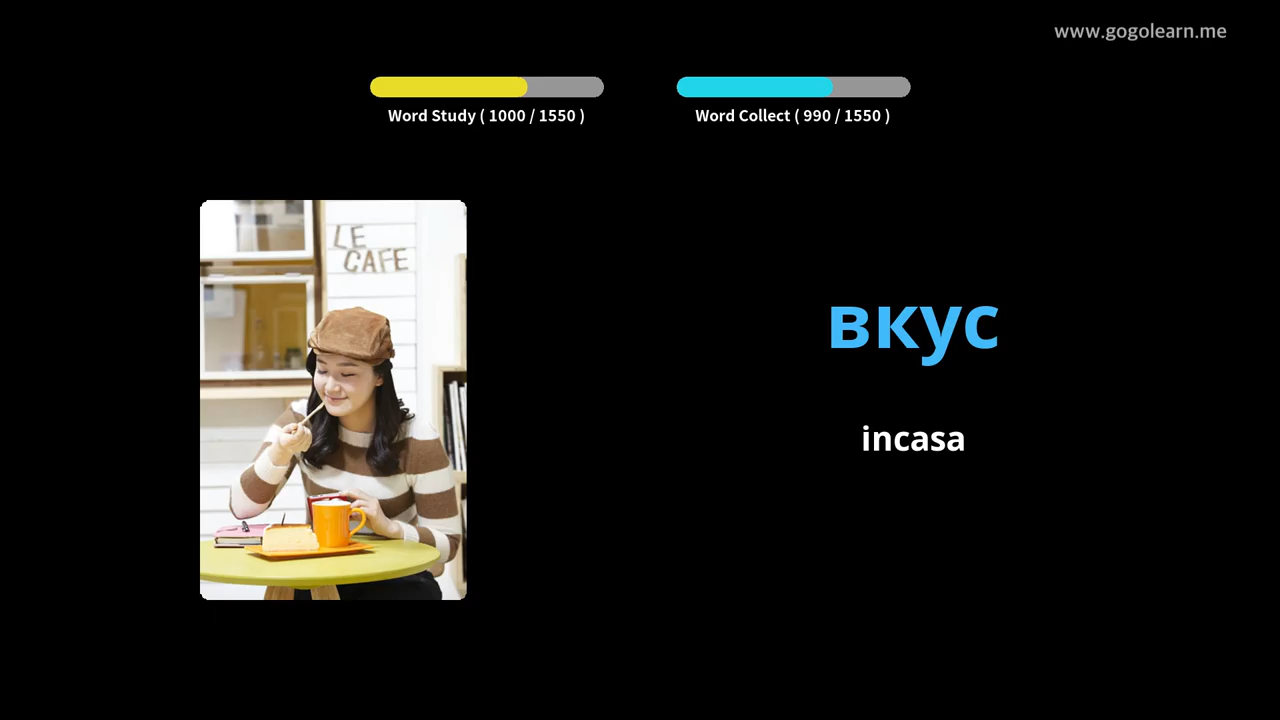 www.gogolearn.me
Word Study ( 1000 / 1550 )
Word Collect ( 990 / 1550 )
LE
CAFE
вкус
incasa